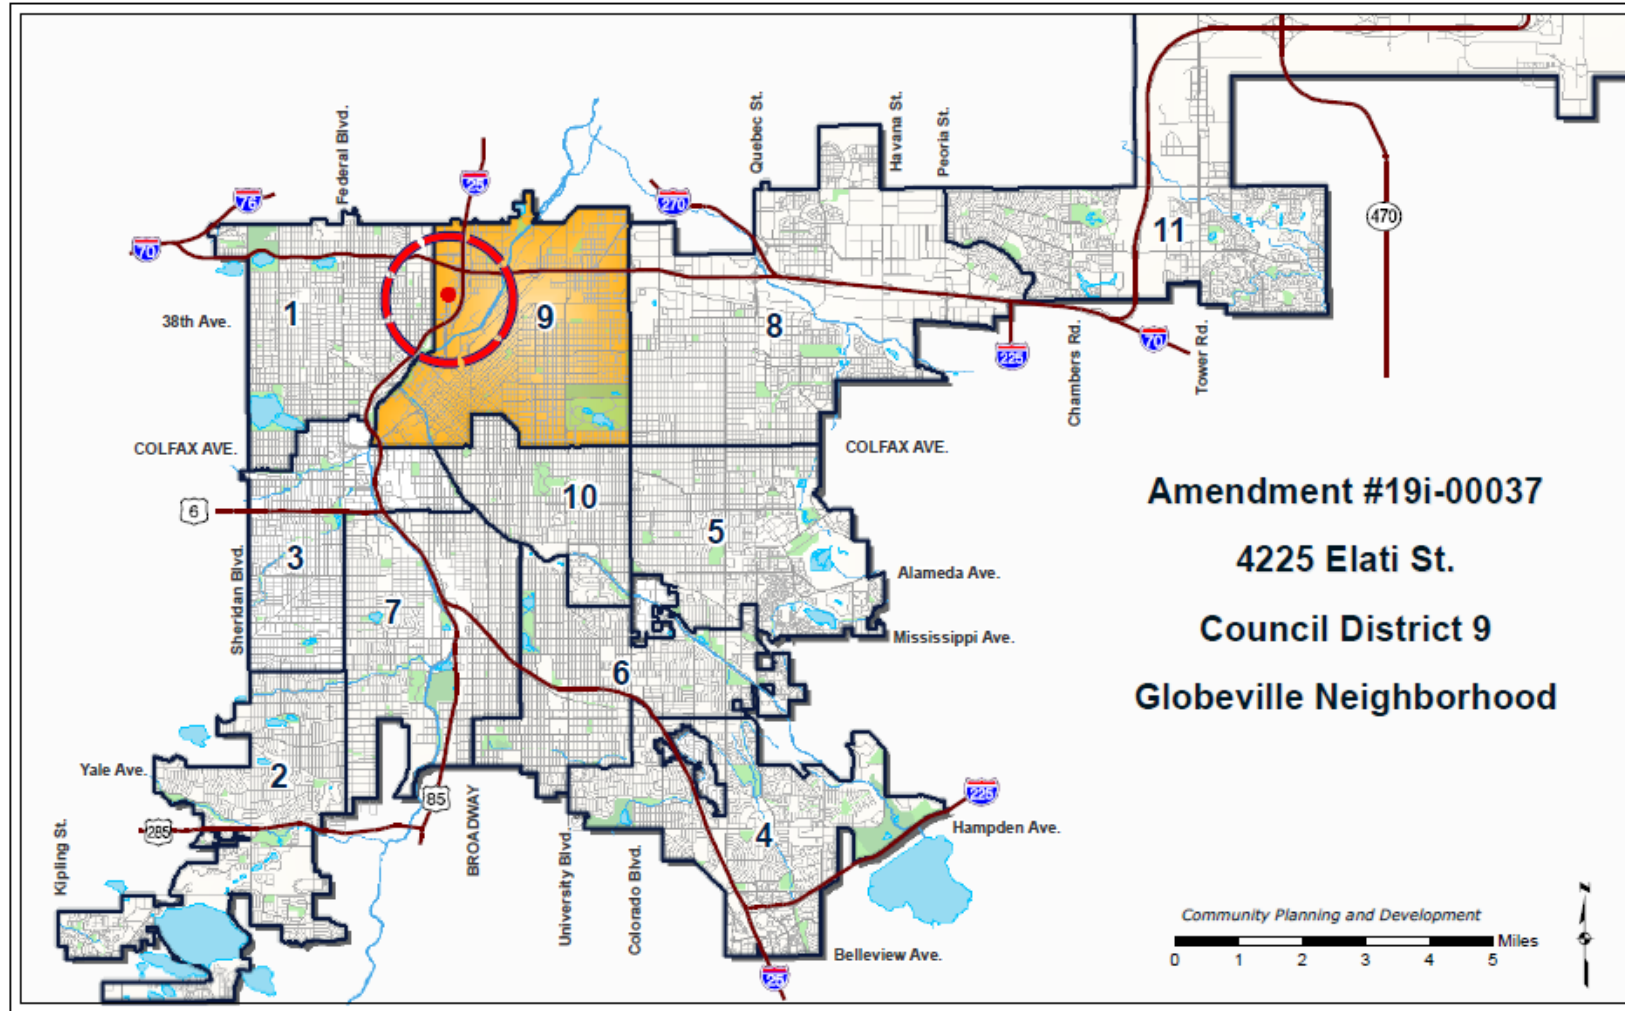 Federal Blvd.
Quebec St.
Havana St.
Peoria St.
76
25
270
70
470
11
1
9
8
38th Ave.
225
70
Chambers Rd.
Tower Rd.
COLFAX AVE.
COLFAX AVE.
6
10
5
3
Sheridan Blvd.
7
Alameda Ave.
Mississippi Ave.
6
Amendment #19i-00037
4225 Elati St.
Council District 9
Globeville Neighborhood
Yale Ave.
2
85
285
Kipling St.
BROADWAY
University Blvd.
Colorado Blvd.
4
225
Hampden Ave.
Belleview Ave.
25
Community Planning and Development
Miles
0 1 2 3 4 5
N